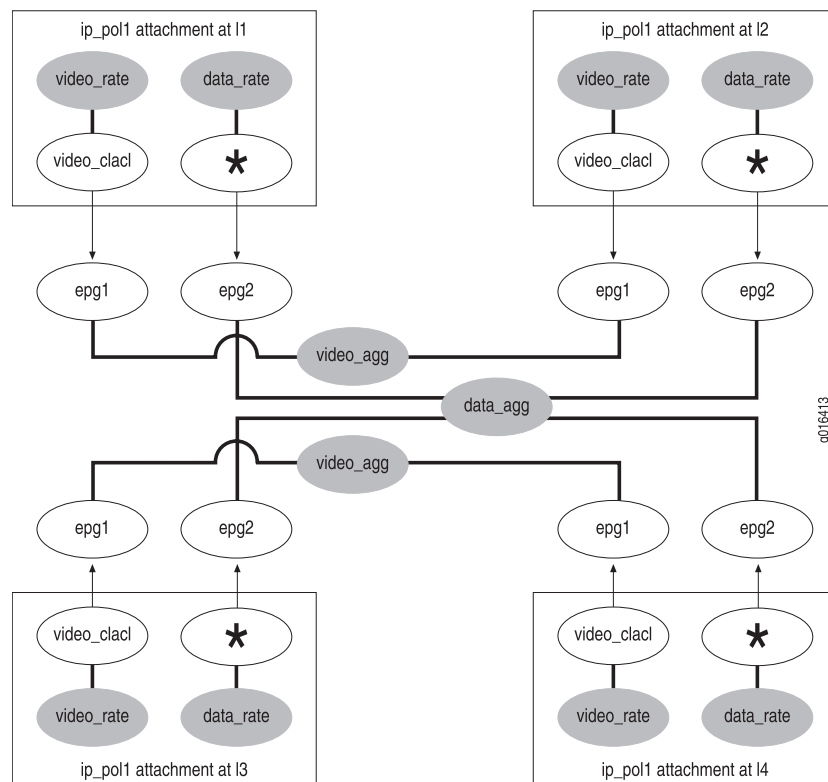 ip_pol1 attachment at l1
ip_pol1 attachment at l2
video_rate
data_rate
video_rate
data_rate
video_clacl
*
video_clacl
*
epg1
epg2
epg1
epg2
video_agg
data_agg
g016413
video_agg
epg1
epg2
epg1
epg2
video_clacl
*
video_clacl
*
video_rate
data_rate
video_rate
data_rate
ip_pol1 attachment at l3
ip_pol1 attachment at l4